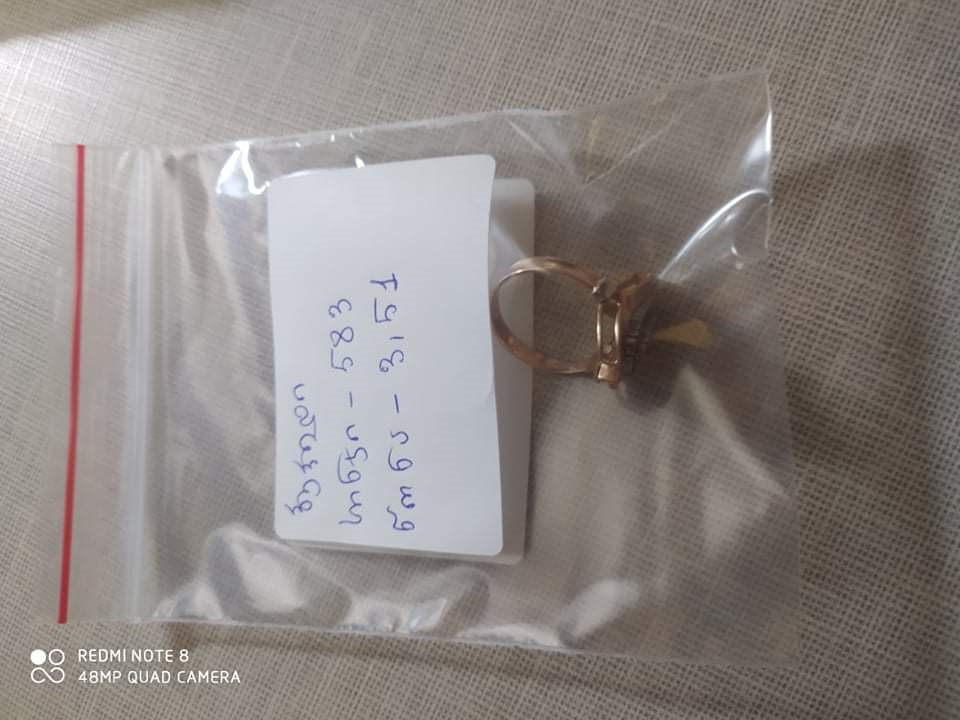 ბეჭედი
სინჯი - 583
წონა - 3,51
REDMI NOTE 8
48MP QUAD CAMERA